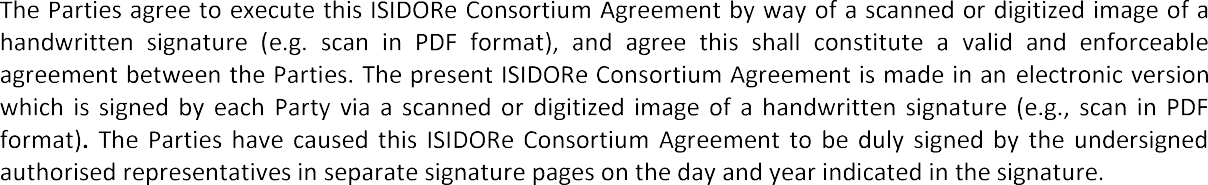 The Parties agree to execute this ISIDORe Consortium Agreement by way of a scanned or digitized image of a
handwritten signature (e.g. scan in PDF format), and agree this shall constitute a valid and enforceable
agreement between the Parties. The present ISIDORe Consortium Agreement is made in an electronic version
which is signed by each Party via a scanned or digitized image of a handwritten signature (e.g., scan in PDF
format). The Parties have caused this ISIDORe Consortium Agreement to be duly signed by the undersigned
authorised representatives in separate signature pages on the day and year indicated in the signature.